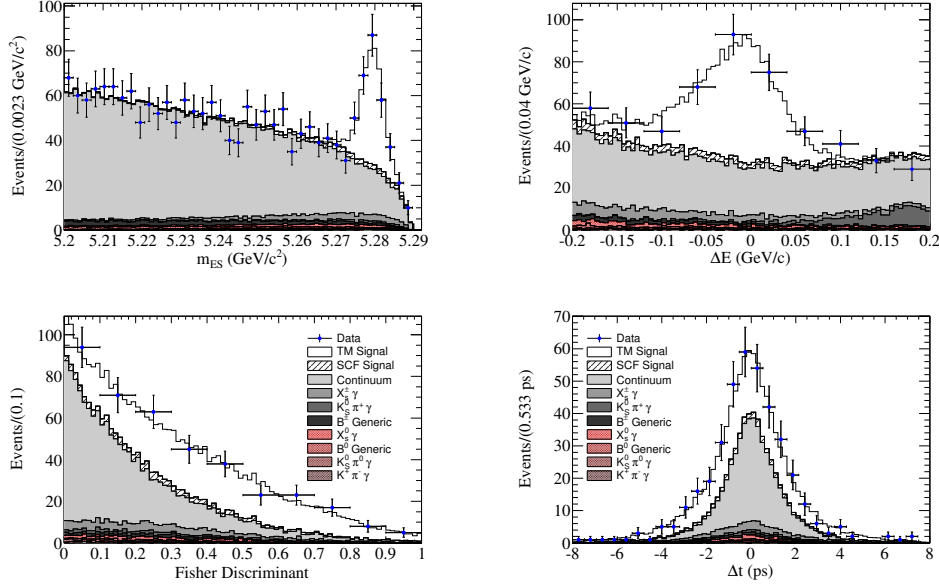 Events/(0.0023 GeV/c²)
100
80
60
40
20
0
5.2 5.21 5.22 5.23 5.24 5.25 5.26 5.27 5.28 5.29
m_ES (GeV/c²)
Events/(0.04 GeV/c)
100
80
60
40
20
0
-0.2 -0.15 -0.1 -0.05 0 0.05 0.1 0.15 0.2
ΔE (GeV/c)
Events/(0.1)
100
80
60
40
20
0
0 0.1 0.2 0.3 0.4 0.5 0.6 0.7 0.8 0.9 1
Fisher Discriminant
Data
TM Signal
SCF Signal
Continuum
X_s^± γ
K_S^0 π⁺ γ
B^± Generic
X_s^0 γ
B^0 Generic
K_S^0 π^0 γ
K⁺ π⁻ γ
Events/(0.533 ps)
70
60
50
40
30
20
10
0
-8 -6 -4 -2 0 2 4 6 8
Δt (ps)
Data
TM Signal
SCF Signal
Continuum
X_s^± γ
K_S^0 π⁺ γ
B^± Generic
X_s^0 γ
B^0 Generic
K_S^0 π^0 γ
K⁺ π⁻ γ